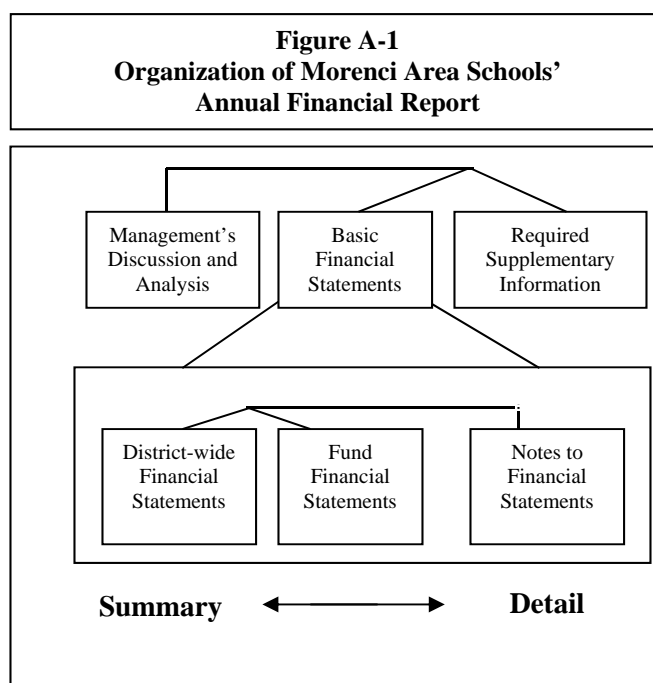 Figure A-1
Organization of Morenci Area Schools'
Annual Financial Report
Management's
Discussion and
Analysis
Basic
Financial
Statements
Required
Supplementary
Information
District-wide
Financial
Statements
Fund
Financial
Statements
Notes to
Financial
Statements
Summary
Detail